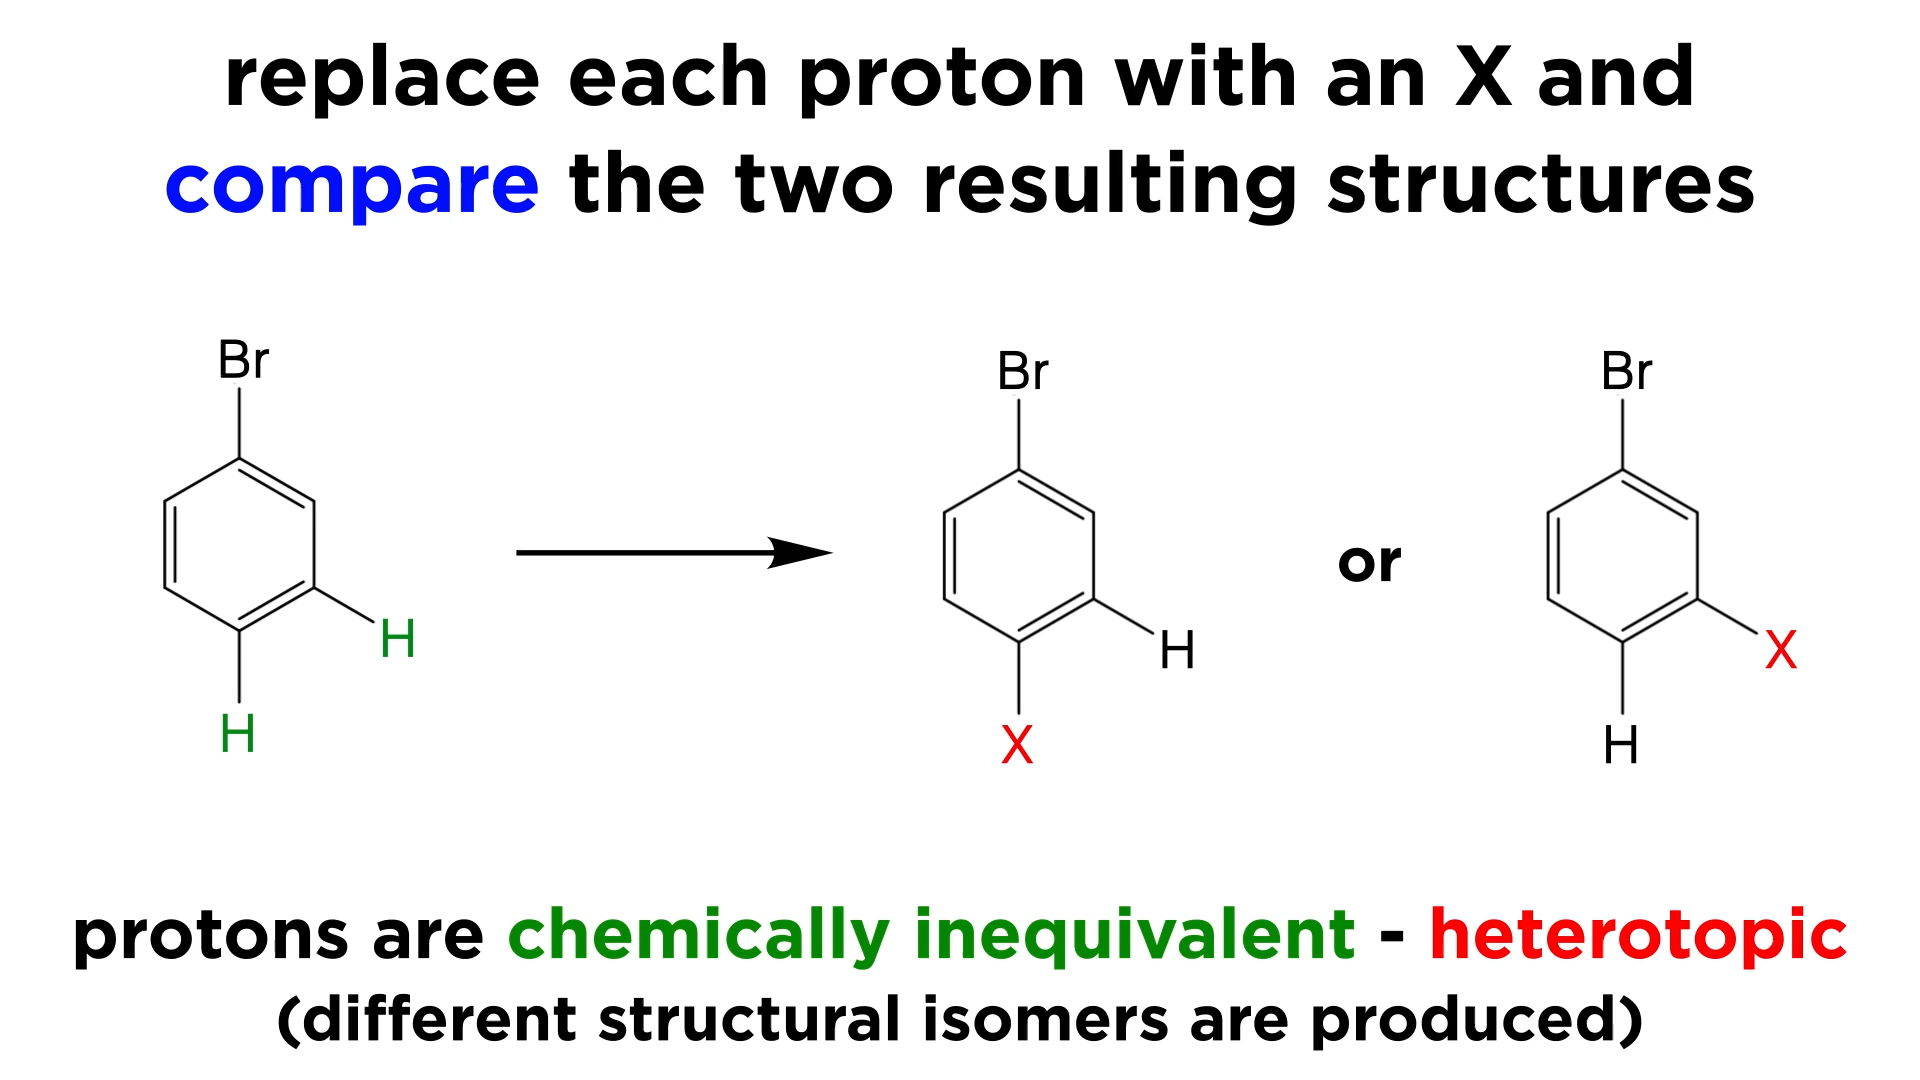 replace each proton with an X and
compare the two resulting structures
Br
H
H
Br
H
X
or
Br
X
H
protons are chemically inequivalent - heterotopic
(different structural isomers are produced)